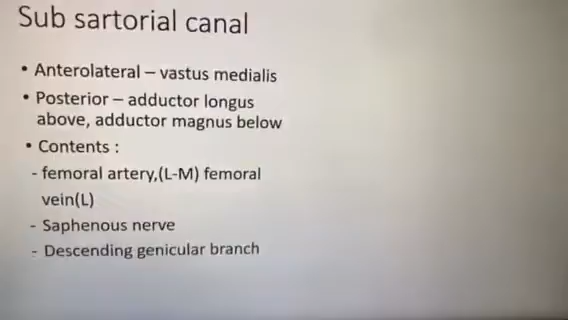 Sub sartorial canal
• Anterolateral – vastus medialis
• Posterior – adductor longus
above, adductor magnus below
• Contents :
- femoral artery,(L-M) femoral
vein(L)
- Saphenous nerve
- Descending genicular branch